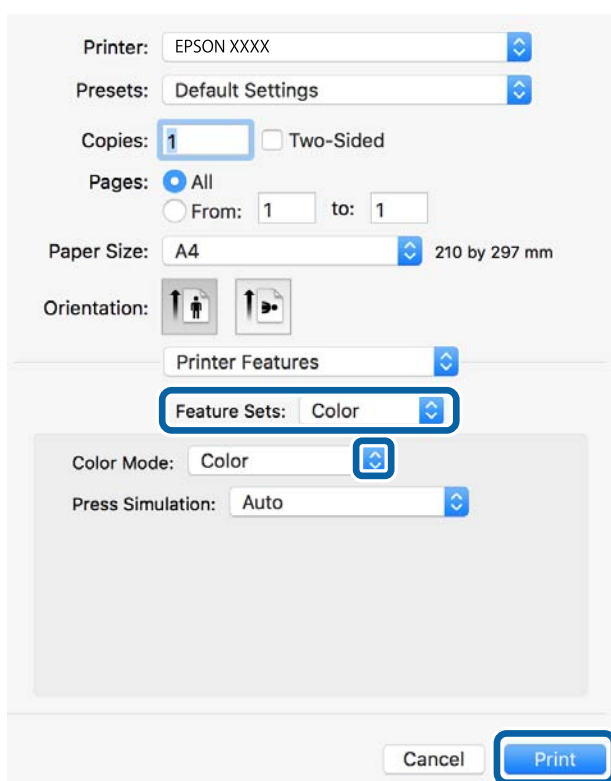 Printer: EPSON XXXX
Presets: Default Settings
Copies: 1 Two-Sided
Pages: All
From: 1 to: 1
Paper Size: A4 210 by 297 mm
Orientation:
Printer Features
Feature Sets: Color
Color Mode: Color
Press Simulation: Auto
Cancel Print